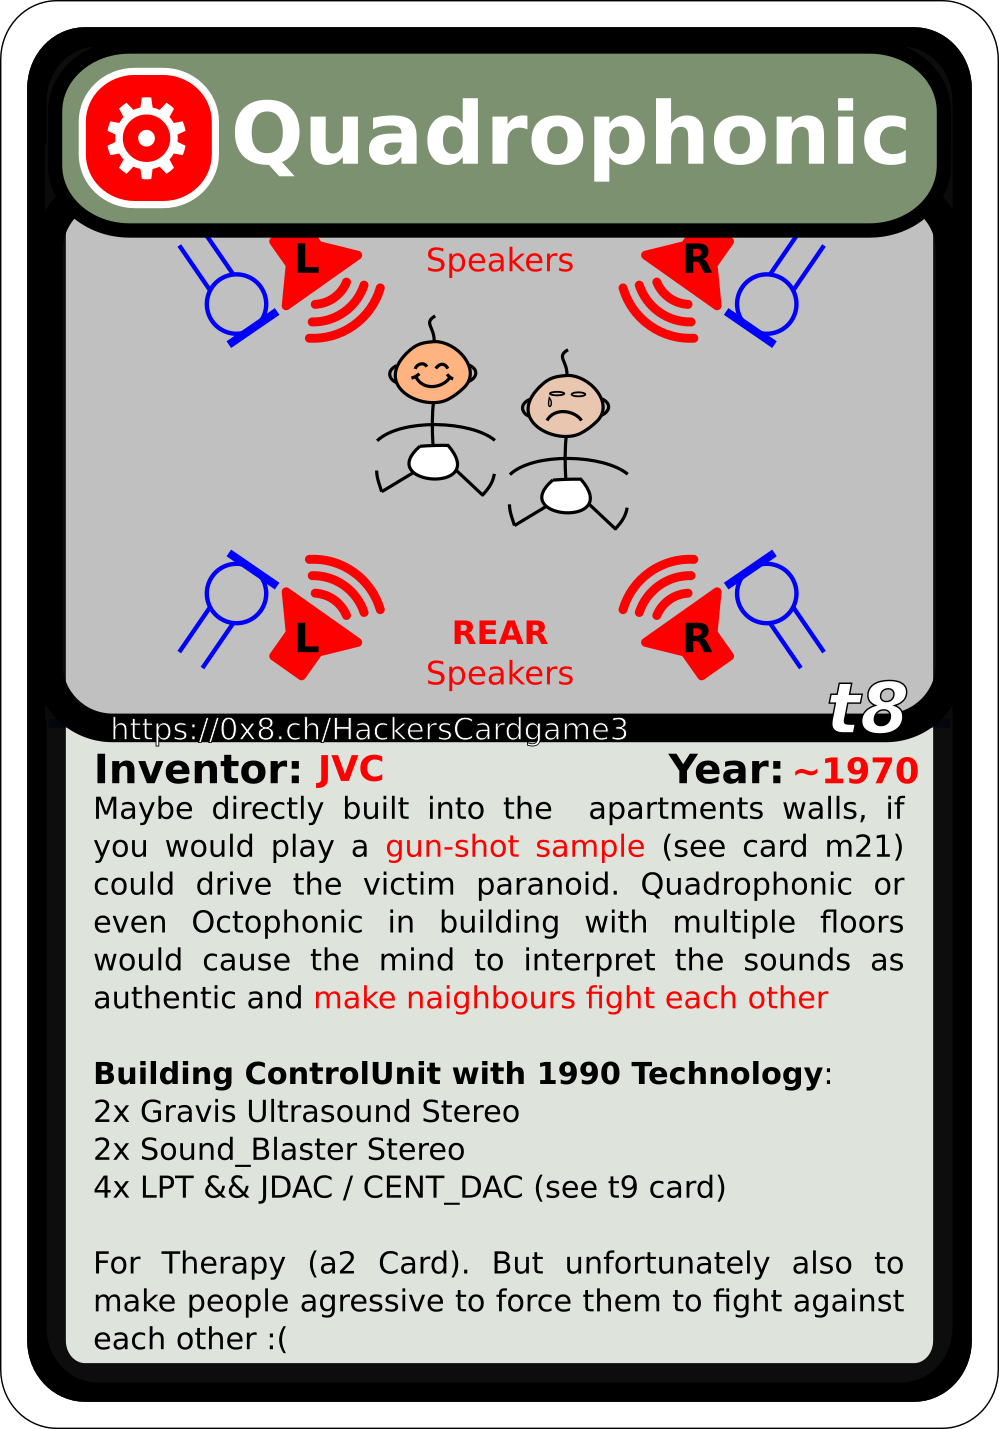 Quadrophonic
L
Speakers
R
L
REAR
Speakers
R
t8
https://0x8.ch/HackersCardgame3
Inventor: JVC Year: ~1970
Maybe directly built into the apartments walls, if
you would play a gun-shot sample (see card m21)
could drive the victim paranoid. Quadrophonic or
even Octophonic in building with multiple floors
would cause the mind to interpret the sounds as
authentic and make naighbours fight each other
Building ControlUnit with 1990 Technology:
2x Gravis Ultrasound Stereo
2x Sound_Blaster Stereo
4x LPT && JDAC / CENT_DAC (see t9 card)
For Therapy (a2 Card). But unfortunately also to
make people agressive to force them to fight against
each other :(